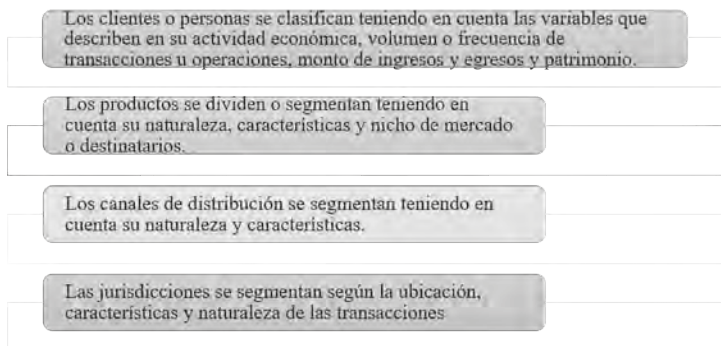 Los clientes o personas se clasifican teniendo en cuenta las variables que
describen en su actividad económica, volumen o frecuencia de
transacciones u operaciones, monto de ingresos y egresos y patrimonio.
Los productos se dividen o segmentan teniendo en
cuenta su naturaleza, características y nicho de mercado
o destinatarios.
Los canales de distribución se segmentan teniendo en
cuenta su naturaleza y características.
Las jurisdicciones se segmentan según la ubicación,
características y naturaleza de las transacciones